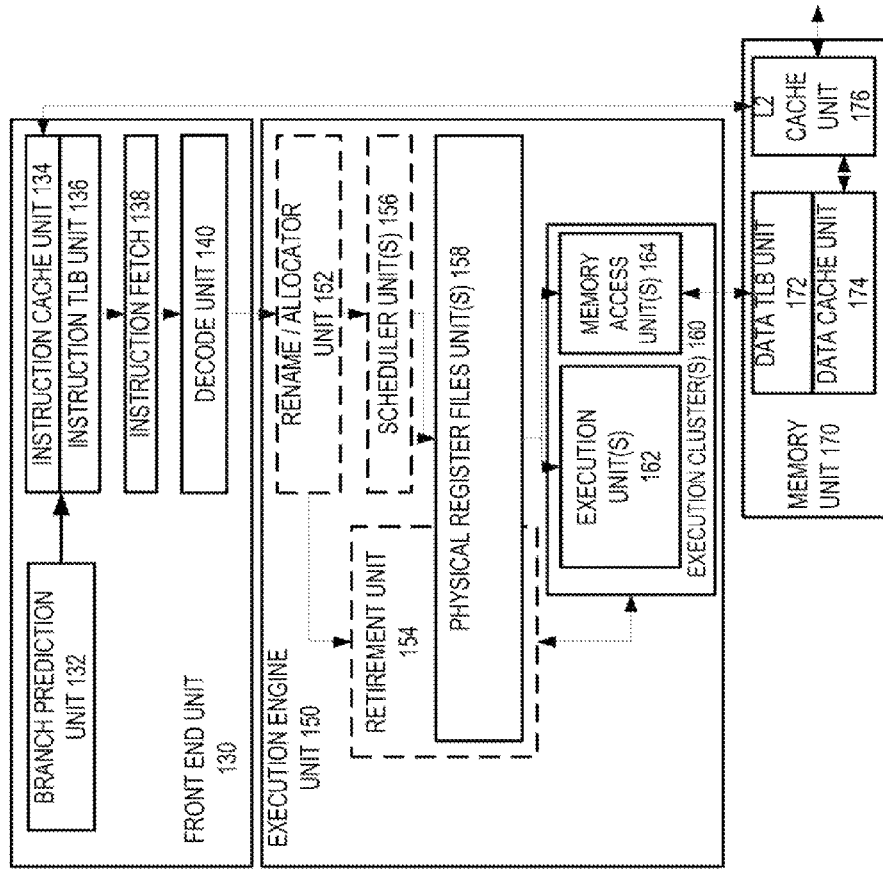 BRANCH PREDICTION
UNIT 132
INSTRUCTION CACHE UNIT 134
INSTRUCTION TLB UNIT 136
INSTRUCTION FETCH 138
DECODE UNIT 140
FRONT END UNIT
130
EXECUTION ENGINE
UNIT 150
RENAME / ALLOCATOR
UNIT 152
SCHEDULER UNIT(S) 156
RETIREMENT UNIT
154
PHYSICAL REGISTER FILES UNIT(S) 158
EXECUTION
UNIT(S)
162
MEMORY
ACCESS
UNIT(S) 164
EXECUTION CLUSTER(S) 160
MEMORY
UNIT 170
DATA TLB UNIT
172
DATA CACHE UNIT
174
L2
CACHE
UNIT
176